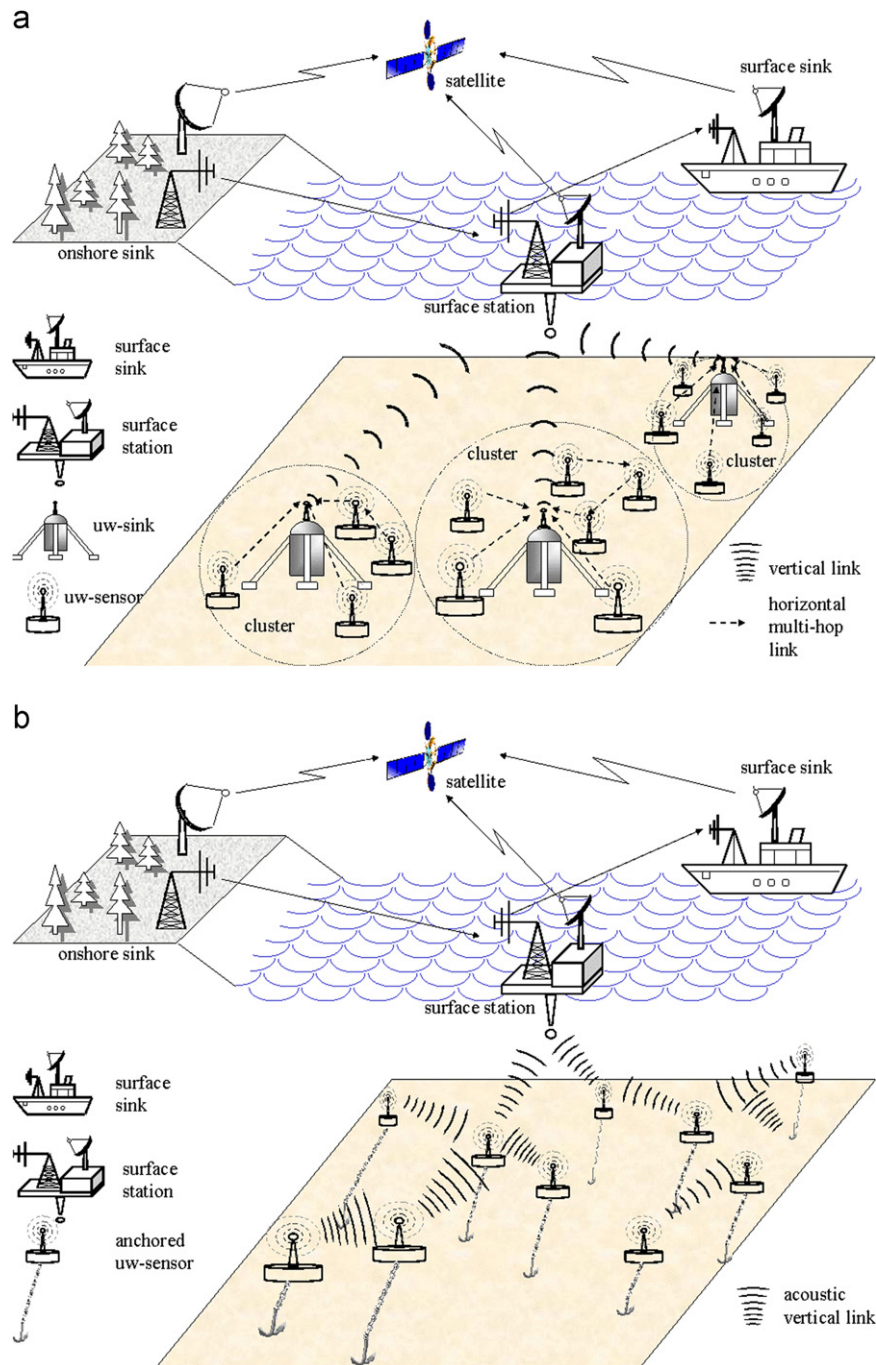 a
satellite
surface sink
onshore sink
surface station
surface
sink
surface
station
uw-sink
uw-sensor
cluster
cluster
cluster
vertical link
horizontal
multi-hop
link
b
satellite
surface sink
onshore sink
surface station
surface
sink
surface
station
anchored
uw-sensor
acoustic
vertical link